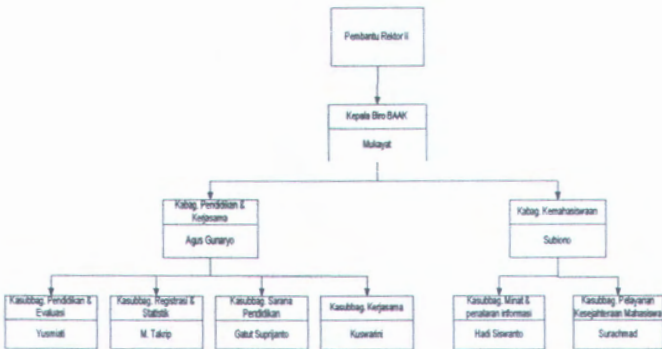 Pembantu Rektor II
Kepala Biro BAAK
Mukayat
Kabag. Pendidikan &
Kerjasama
Agus Gunaryo
Kabag. Kemahasiswaan
Subiono
Kasubbag. Pendidikan &
Evaluasi
Yusmiati
Kasubbag. Registrasi &
Statistik
M. Takrip
Kasubbag. Sarana
Pendidikan
Gatut Suprijanto
Kasubbag. Kerjasama
Kuswarini
Kasubbag. Minat &
penalaran informasi
Hadi Siswanto
Kasubbag. Pelayanan
Kesejahteraan Mahasiswa
Surachmad